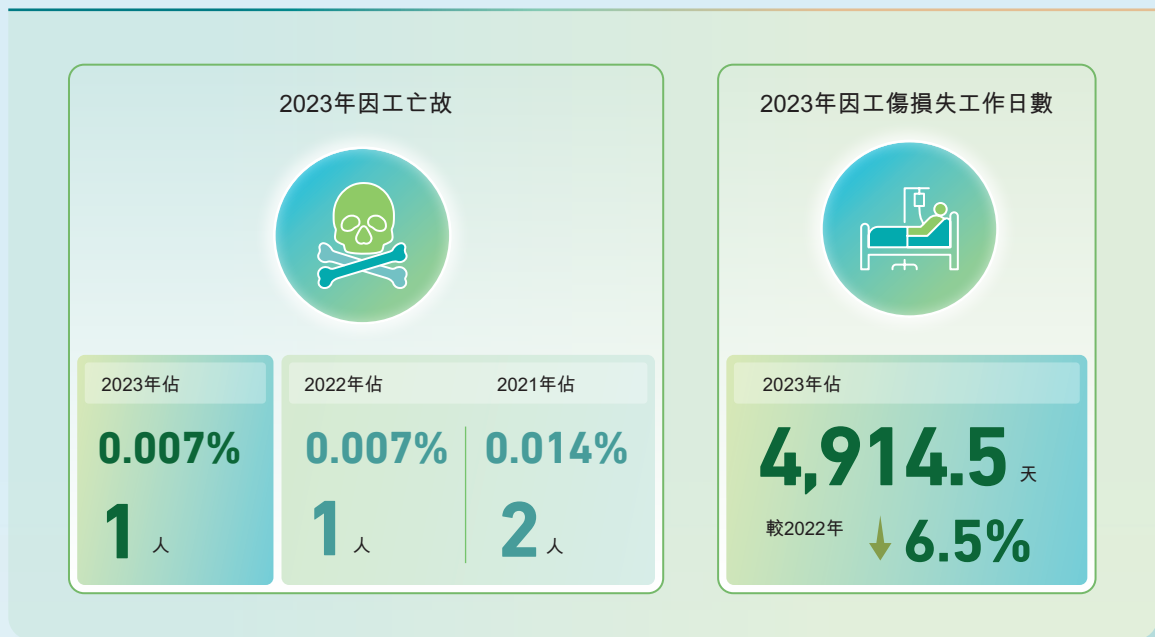 2023年因工亡故
2023年佔
0.007%
1 人
2022年佔
0.007%
1 人
2021年佔
0.014%
2 人
2023年因工傷損失工作日數
2023年佔
4,914.5 天
較2022年 ↓ 6.5%